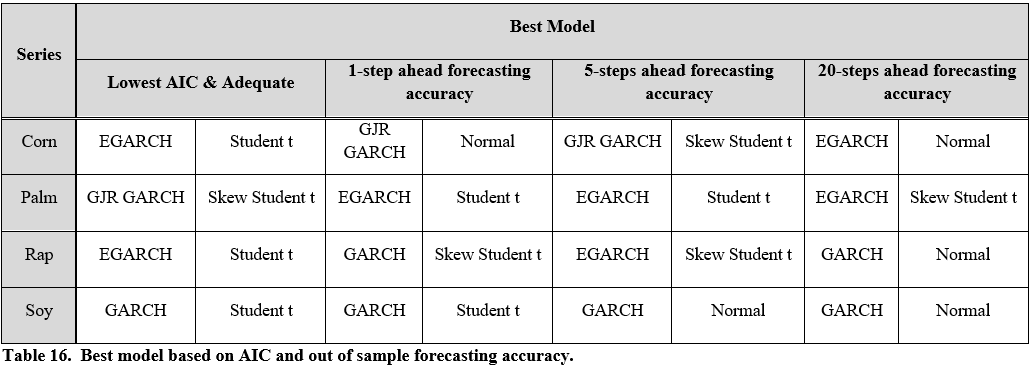 Series
Best Model
Lowest AIC & Adequate
1-step ahead forecasting
accuracy
5-steps ahead forecasting
accuracy
20-steps ahead forecasting
accuracy
Corn
EGARCH
Student t
GJR
GARCH
Normal
GJR GARCH
Skew Student t
EGARCH
Normal
Palm
GJR GARCH
Skew Student t
EGARCH
Student t
EGARCH
Student t
EGARCH
Skew Student t
Rap
EGARCH
Student t
GARCH
Skew Student t
EGARCH
Skew Student t
GARCH
Normal
Soy
GARCH
Student t
GARCH
Student t
GARCH
Normal
GARCH
Normal
Table 16. Best model based on AIC and out of sample forecasting accuracy.